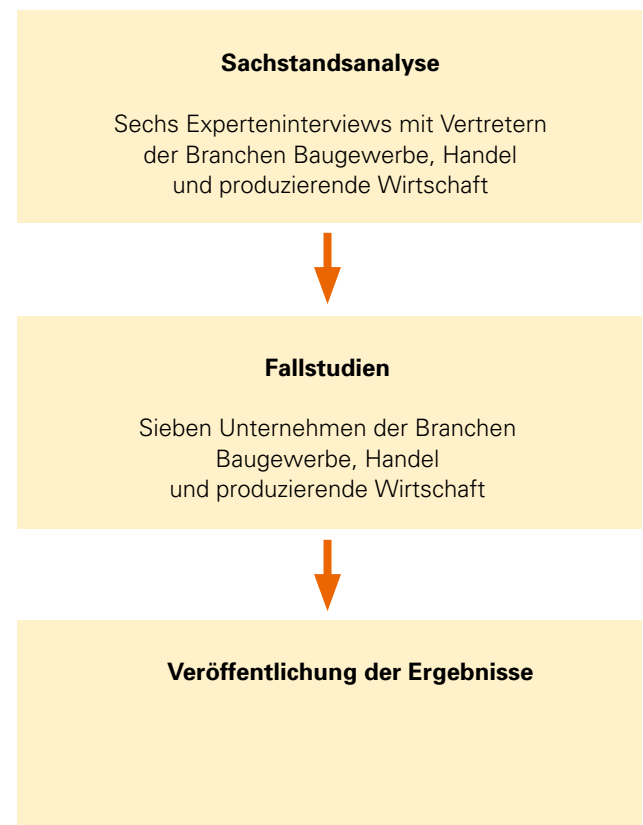 Sachstandsanalyse
Sechs Experteninterviews mit Vertretern
der Branchen Baugewerbe, Handel
und produzierende Wirtschaft
Fallstudien
Sieben Unternehmen der Branchen
Baugewerbe, Handel
und produzierende Wirtschaft
Veröffentlichung der Ergebnisse